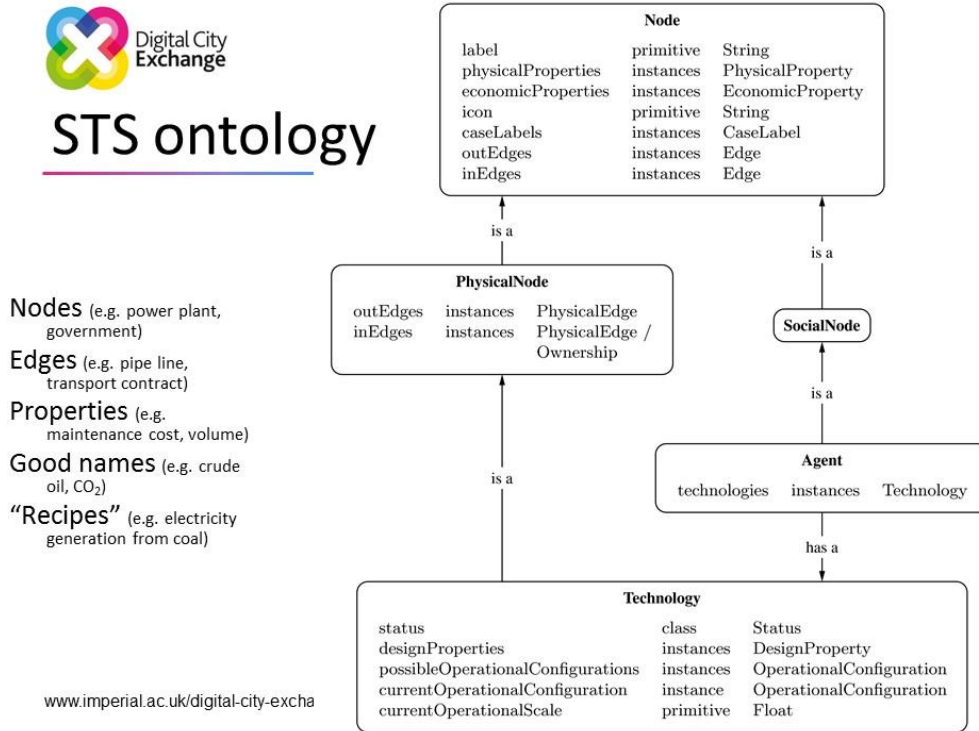 Digital City
Exchange
STS ontology
Nodes (e.g. power plant,
government)
Edges (e.g. pipe line,
transport contract)
Properties (e.g.
maintenance cost, volume)
Good names (e.g. crude
oil, CO₂)
“Recipes” (e.g. electricity
generation from coal)
www.imperial.ac.uk/digital-city-excha
Node
label primitive String
physicalProperties instances PhysicalProperty
economicProperties instances EconomicProperty
icon primitive String
caseLabels instances CaseLabel
outEdges instances Edge
inEdges instances Edge
is a
is a
PhysicalNode
outEdges instances PhysicalEdge
inEdges instances PhysicalEdge /
Ownership
SocialNode
is a
is a
Agent
technologies instances Technology
has a
Technology
status class Status
designProperties instances DesignProperty
possibleOperationalConfigurations instances OperationalConfiguration
currentOperationalConfiguration instance OperationalConfiguration
currentOperationalScale primitive Float